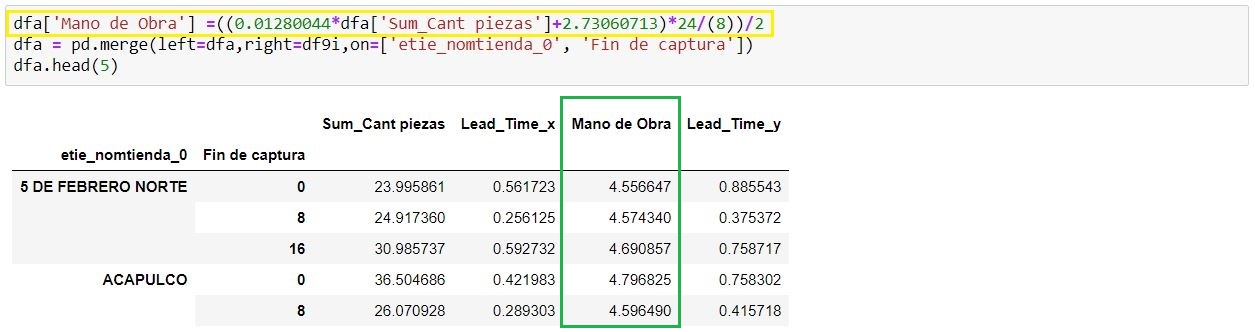 dfa['Mano de Obra'] =((0.01280044*dfa['Sum_Cant piezas']+2.73060713)*24/(8))/2
dfa = pd.merge(left=dfa,right=df9i,on=['etie_nomtienda_0', 'Fin de captura'])
dfa.head(5)
Sum_Cant piezas Lead_Time_x Mano de Obra Lead_Time_y
etie_nomtienda_0 Fin de captura
5 DE FEBRERO NORTE 0 23.995861 0.561723 4.556647 0.885543
8 24.917360 0.256125 4.574340 0.375372
16 30.985737 0.592732 4.690857 0.758717
ACAPULCO 0 36.504686 0.421983 4.796825 0.758302
8 26.070928 0.289303 4.596490 0.415718